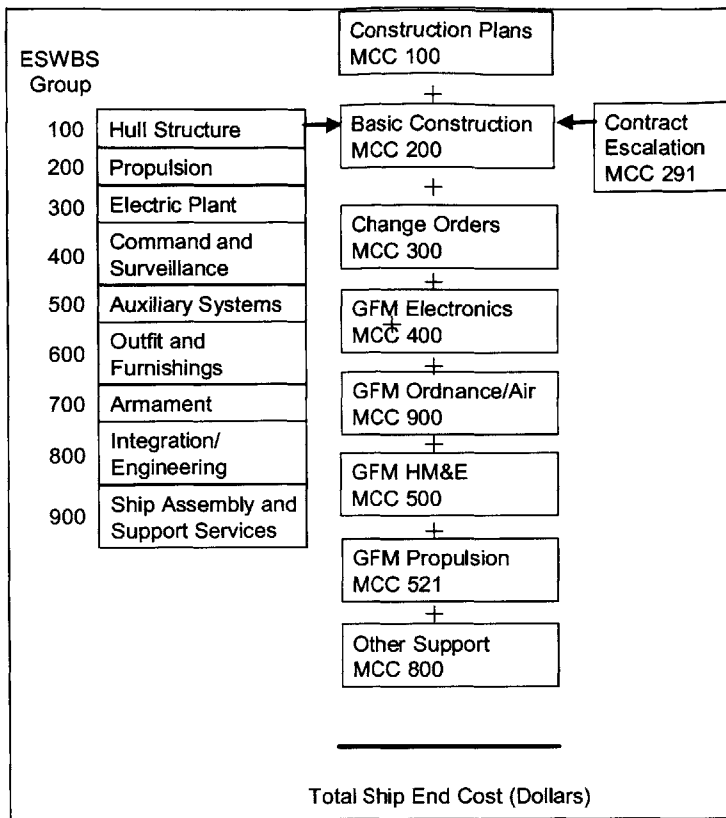 ESWBS
Group
100 Hull Structure
200 Propulsion
300 Electric Plant
400 Command and
Surveillance
500 Auxiliary Systems
600 Outfit and
Furnishings
700 Armament
800 Integration/
Engineering
900 Ship Assembly and
Support Services
Construction Plans
MCC 100
+
Basic Construction
MCC 200
Contract
Escalation
MCC 291
+
Change Orders
MCC 300
+
GFM Electronics
MCC 400
+
+
GFM Ordnance/Air
MCC 900
+
GFM HM&E
MCC 500
+
GFM Propulsion
MCC 521
+
Other Support
MCC 800
Total Ship End Cost (Dollars)